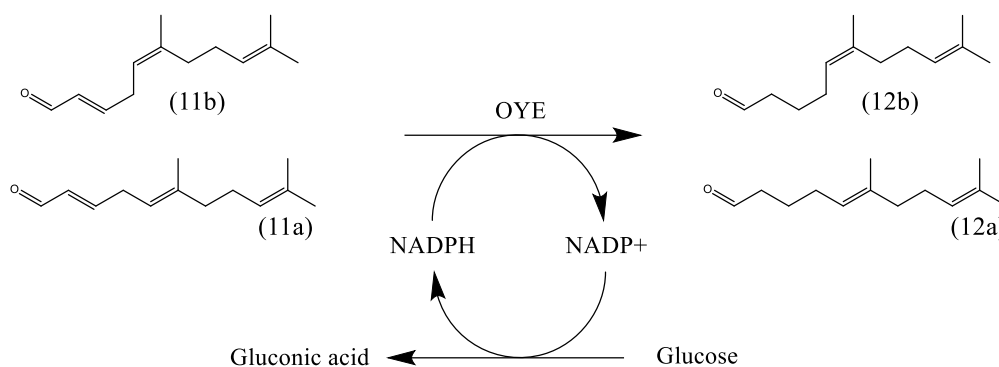 O
(11b)
O
(12b)
OYE
O
(11a)
O
(12a)
NADPH
NADP+
Gluconic acid
Glucose